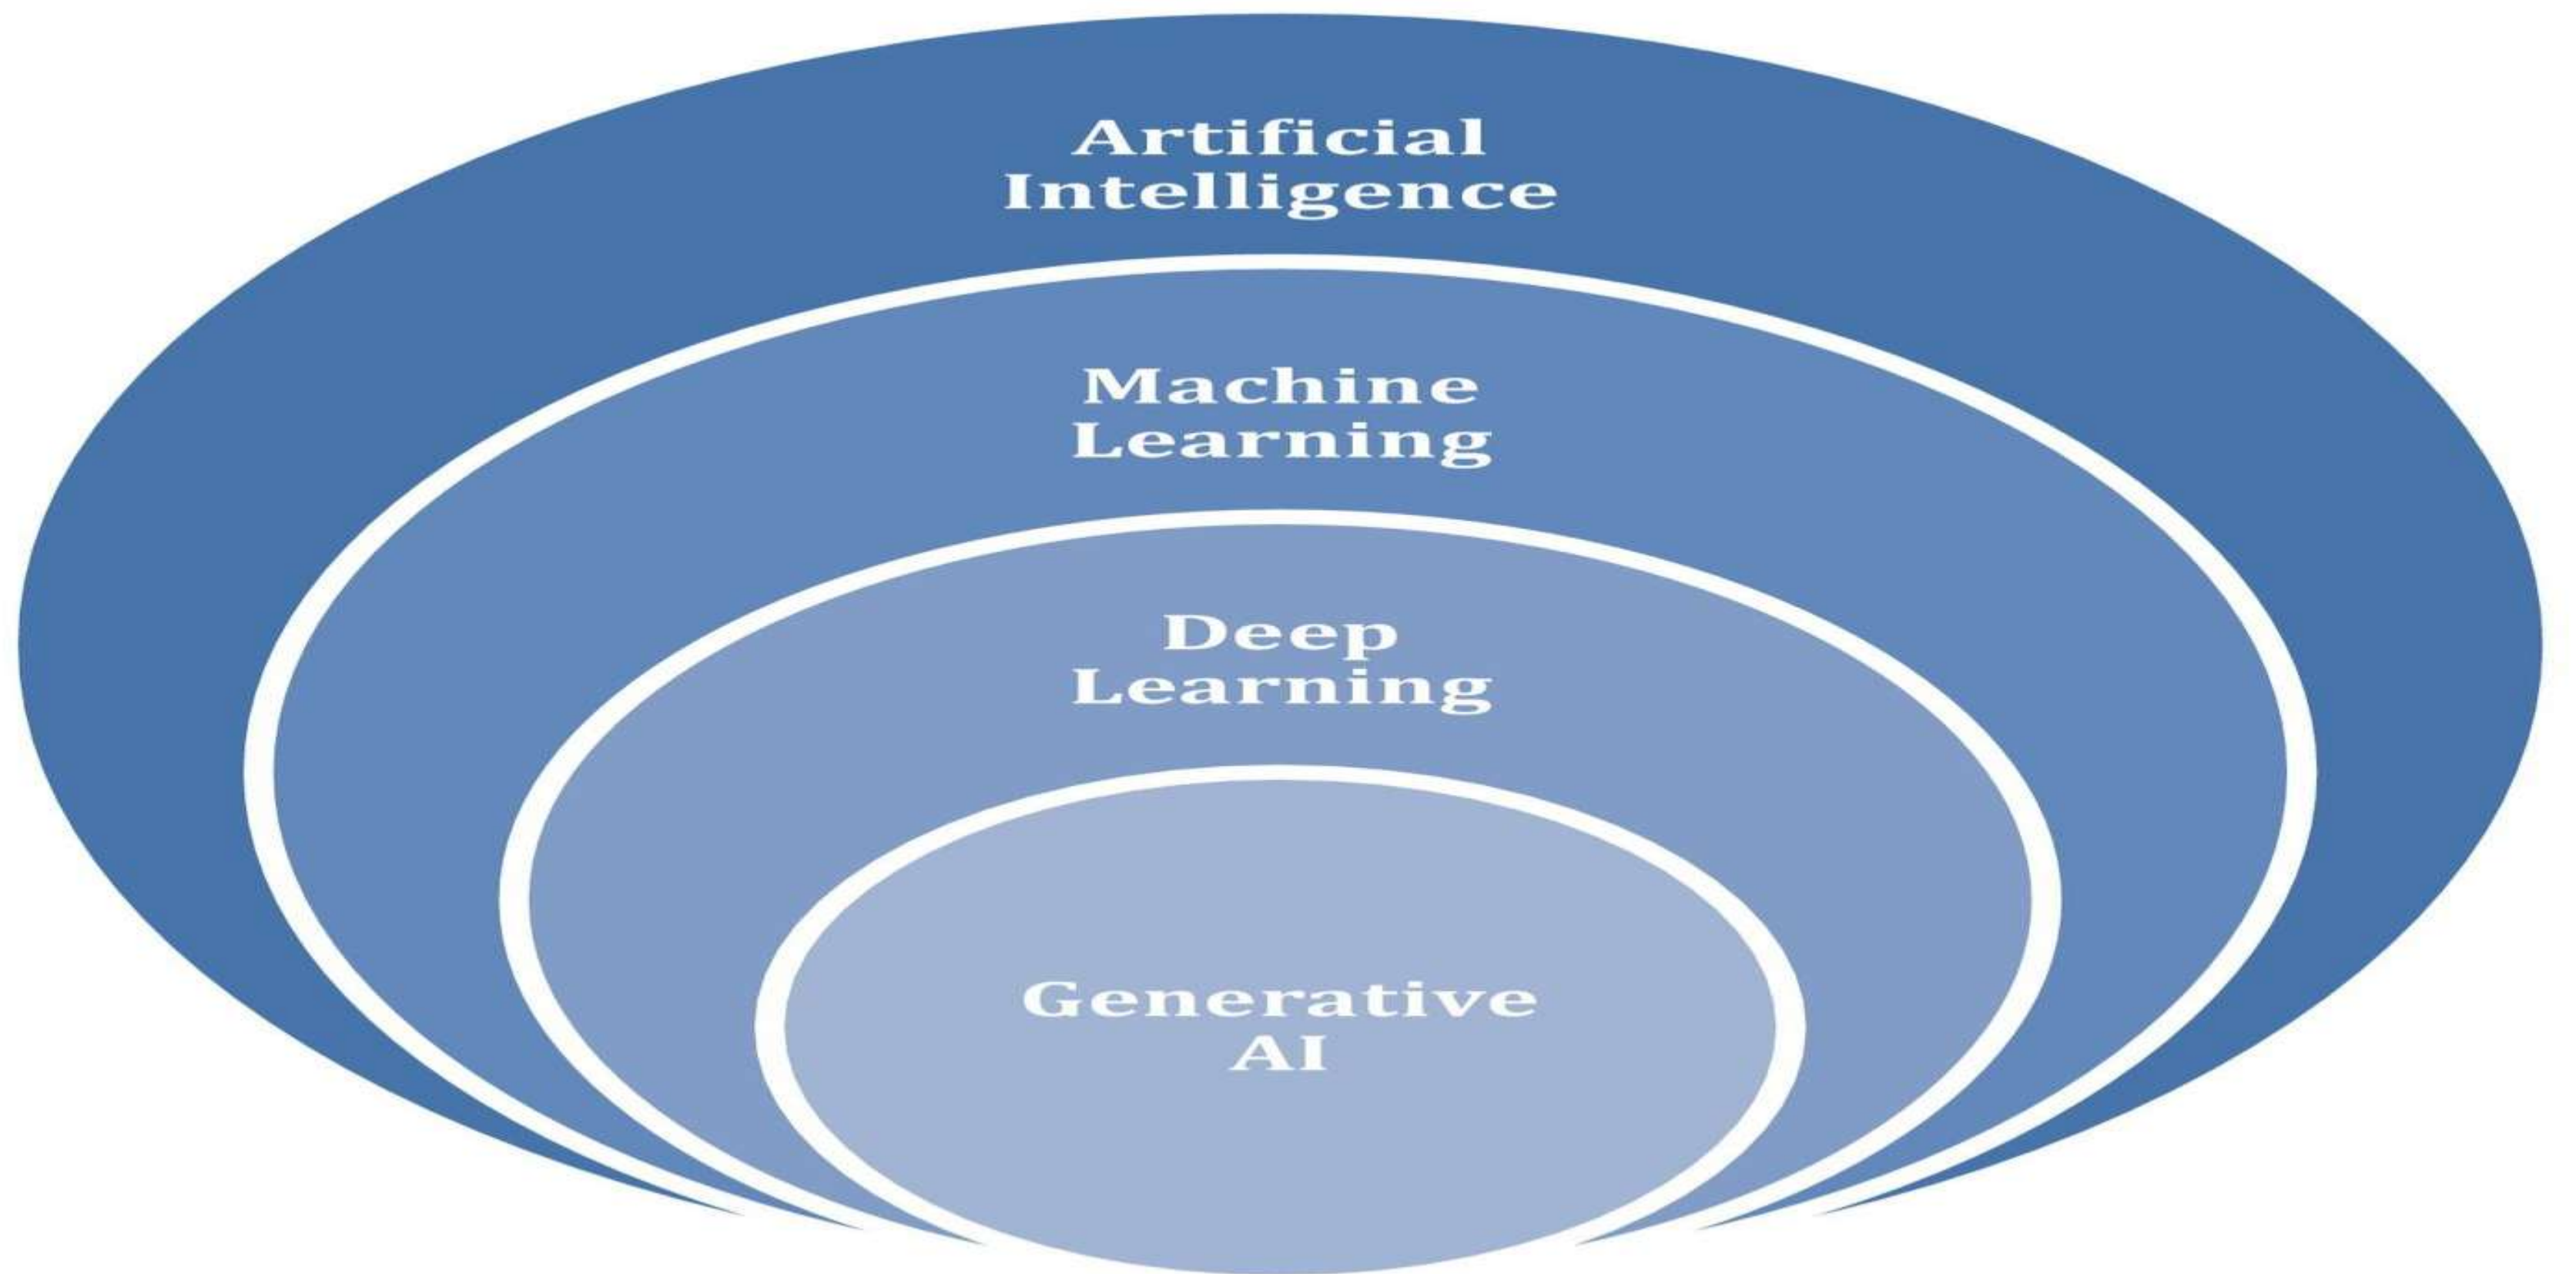 Artificial
Intelligence
Machine
Learning
Deep
Learning
Generative
AI